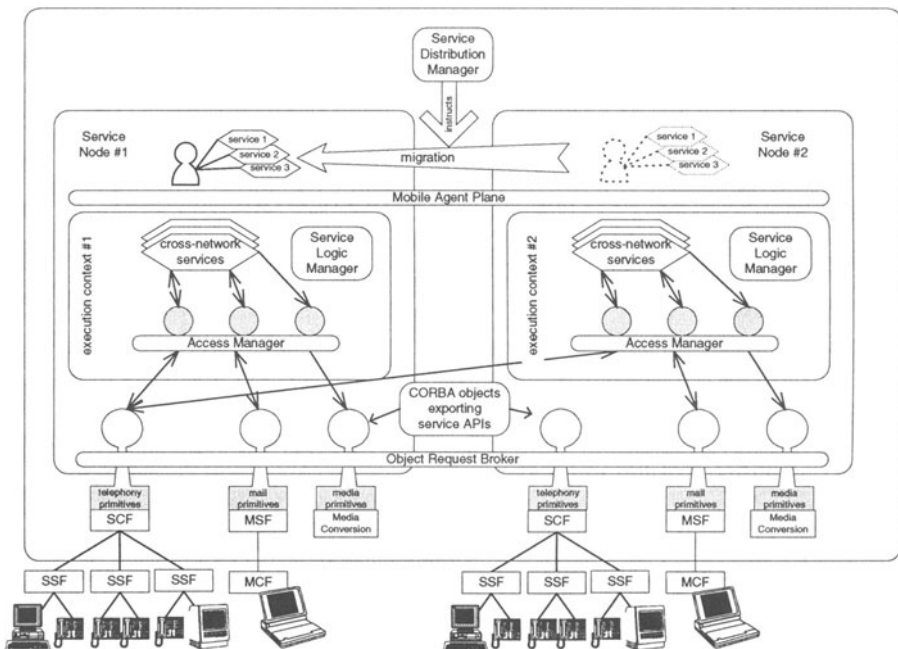 Service
Distribution
Manager
instructs
Service
Node #1
service 1
service 2
service 3
migration
service 1
service 2
service 3
Service
Node #2
Mobile Agent Plane
execution context #1
cross-network
services
Service
Logic
Manager
Access Manager
execution context #2
cross-network
services
Service
Logic
Manager
Access Manager
CORBA objects
exporting
service APIs
Object Request Broker
telephony
primitives
SCF
mail
primitives
MSF
media
primitives
Media
Conversion
telephony
primitives
SCF
mail
primitives
MSF
media
primitives
Media
Conversion
SSF
SSF
SSF
MCF
SSF
SSF
SSF
MCF